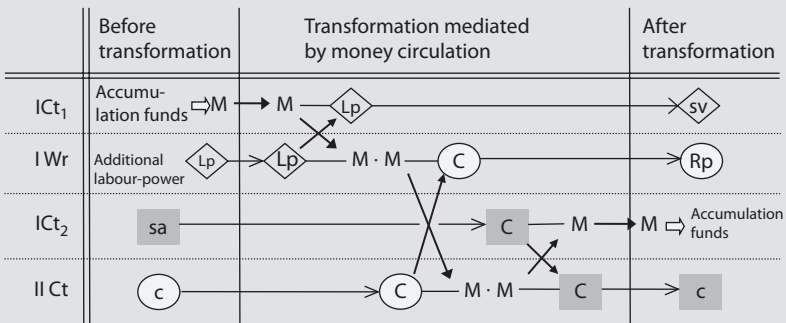 Before
transformation
Transformation mediated
by money circulation
After
transformation
ICt1
Accumu-
lation funds
M
M
Lp
sv
I Wr
Additional
labour-power
Lp
Lp
M · M
C
Rp
ICt2
sa
C
M
M
Accumulation
funds
II Ct
c
C
M · M
C
c